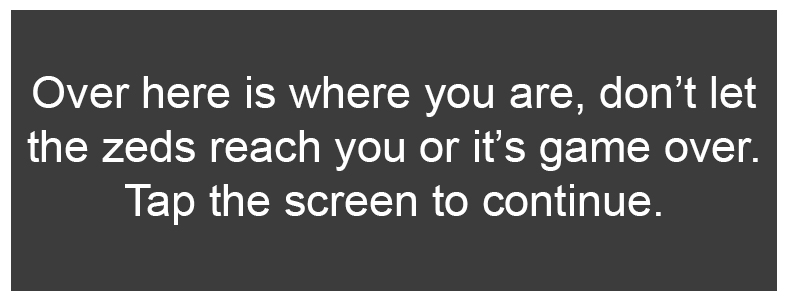 Over here is where you are, don’t let
the zeds reach you or it’s game over.
Tap the screen to continue.